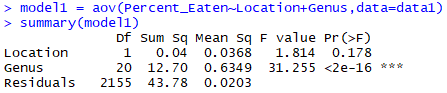 > model1 = aov(Percent_Eaten~Location+Genus,data=data1)
> summary(model1)
Df Sum Sq Mean Sq F value Pr(>F)
Location 1 0.04 0.0368 1.814 0.178
Genus 20 12.70 0.6349 31.255 <2e-16 ***
Residuals 2155 43.78 0.0203